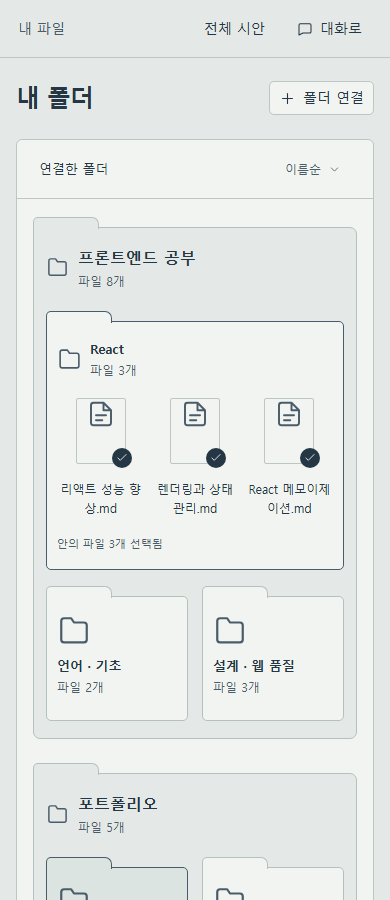 내 파일
전체 시안
대화로
내 폴더
폴더 연결
연결한 폴더
이름순
프론트엔드 공부
파일 8개
React
파일 3개
리액트 성능 향
상.md
렌더링과 상태
관리.md
React 메모이제
이션.md
안의 파일 3개 선택됨
언어 · 기초
파일 2개
설계 · 웹 품질
파일 3개
포트폴리오
파일 5개